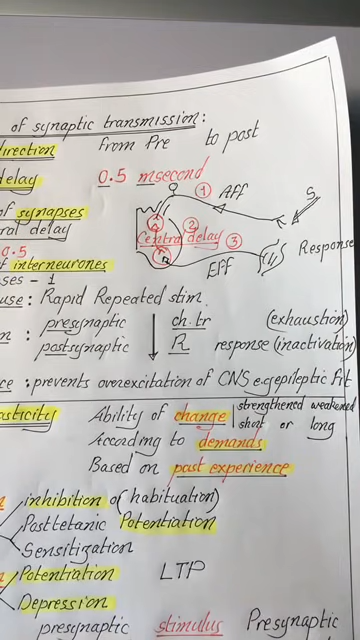 of synaptic transmission:
direction From Pre to post
delay 0.5 msecond
① Aff S
of synapses
ral delay ②
Central delay ③
0.5 Response
f interneurones EFF
ses - 1
use: Rapid Repeated stim.
n : presynaptic ch.tr (exhaustion)
postsynaptic R response (inactivation)
ce : prevents overexcitation of CNS e.g epileptic fit
asticity Ability of change strengthened weakened
short or long
According to demands
Based on past experience
inhibition of (habituation)
Posttetanic Potentiation
Sensitization
Potentiation LTP
Depression
presynaptic stimulus Presynaptic